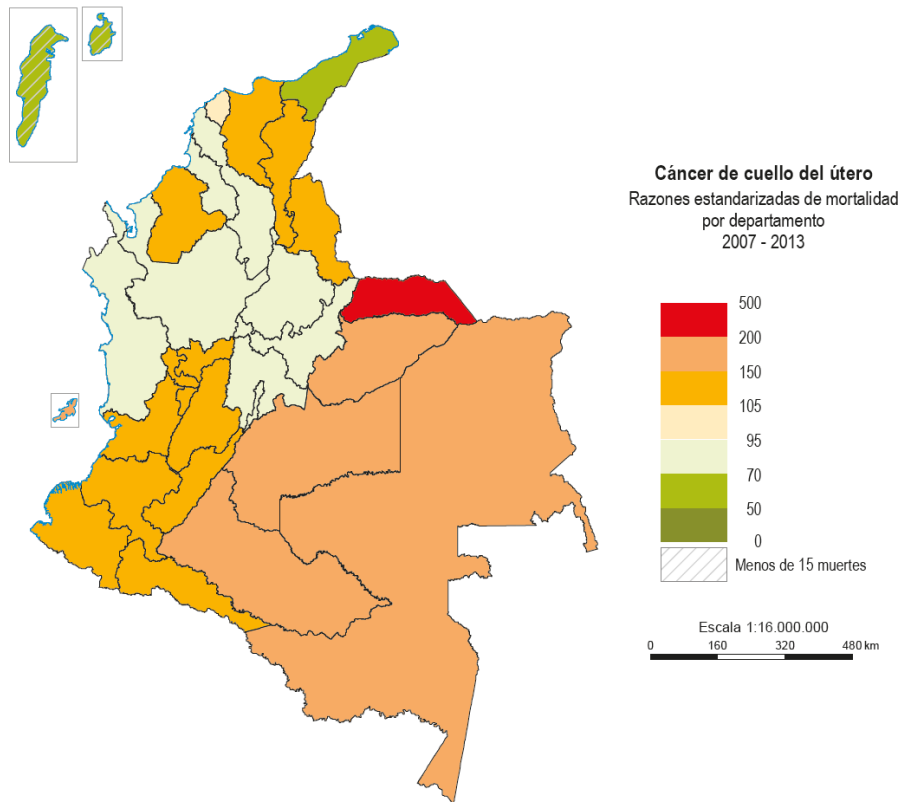 Cáncer de cuello del útero
Razones estandarizadas de mortalidad
por departamento
2007 - 2013
500
200
150
105
95
70
50
0
Menos de 15 muertes
Escala 1:16.000.000
0 160 320 480 km